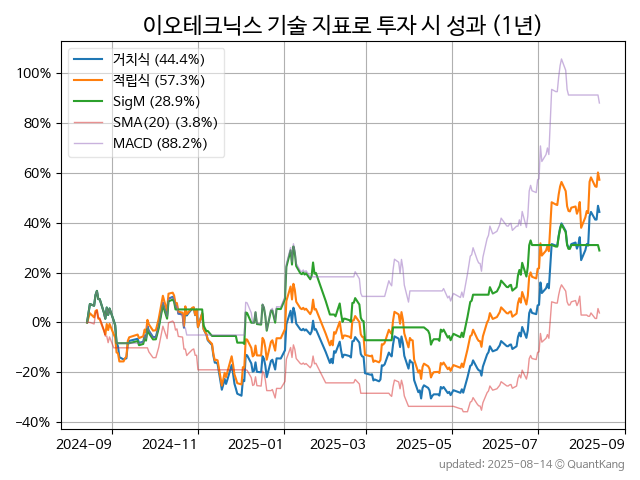 이오테크닉스 기술 지표로 투자 시 성과 (1년)
거치식 (44.4%)
적립식 (57.3%)
SigM (28.9%)
SMA(20) (3.8%)
MACD (88.2%)
100%
80%
60%
40%
20%
0%
−20%
−40%
2024-09 2024-11 2025-01 2025-03 2025-05 2025-07 2025-09
updated: 2025-08-14 © QuantKang